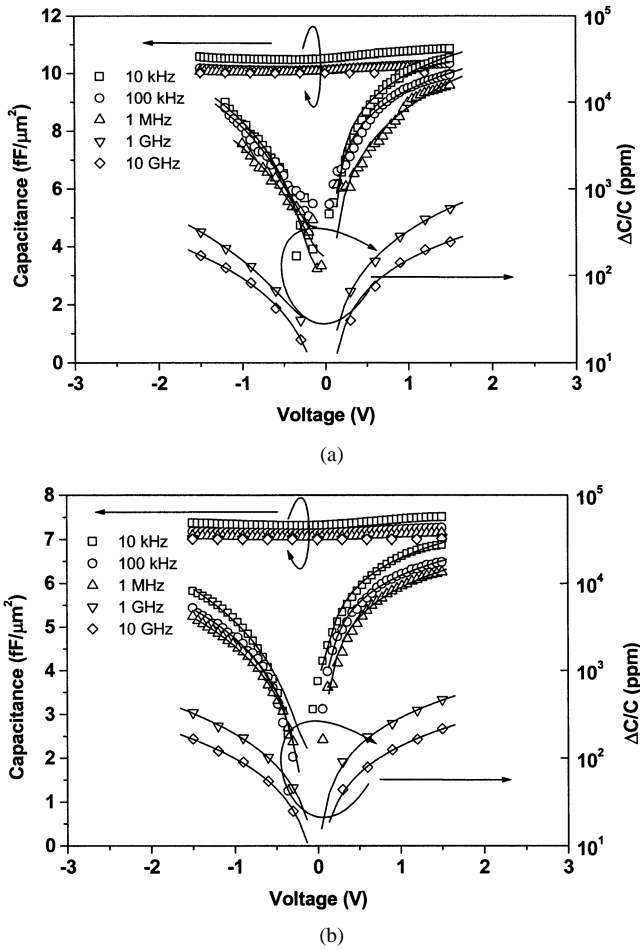 12
10
8
6
4
2
0
Capacitance (fF/μm²)
10 kHz
100 kHz
1 MHz
1 GHz
10 GHz
10⁵
10⁴
10³
10²
10¹
ΔC/C (ppm)
-3 -2 -1 0 1 2 3
Voltage (V)
(a)
8
7
6
5
4
3
2
1
0
Capacitance (fF/μm²)
10 kHz
100 kHz
1 MHz
1 GHz
10 GHz
10⁵
10⁴
10³
10²
10¹
ΔC/C (ppm)
-3 -2 -1 0 1 2 3
Voltage (V)
(b)